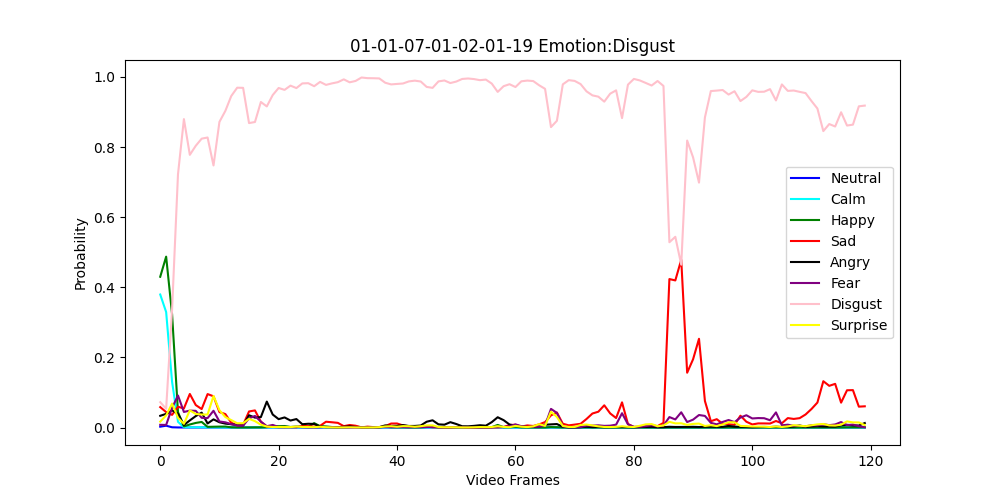 01-01-07-01-02-01-19 Emotion:Disgust
1.0
0.8
0.6
0.4
0.2
0.0
Probability
Neutral
Calm
Happy
Sad
Angry
Fear
Disgust
Surprise
0 20 40 60 80 100 120
Video Frames